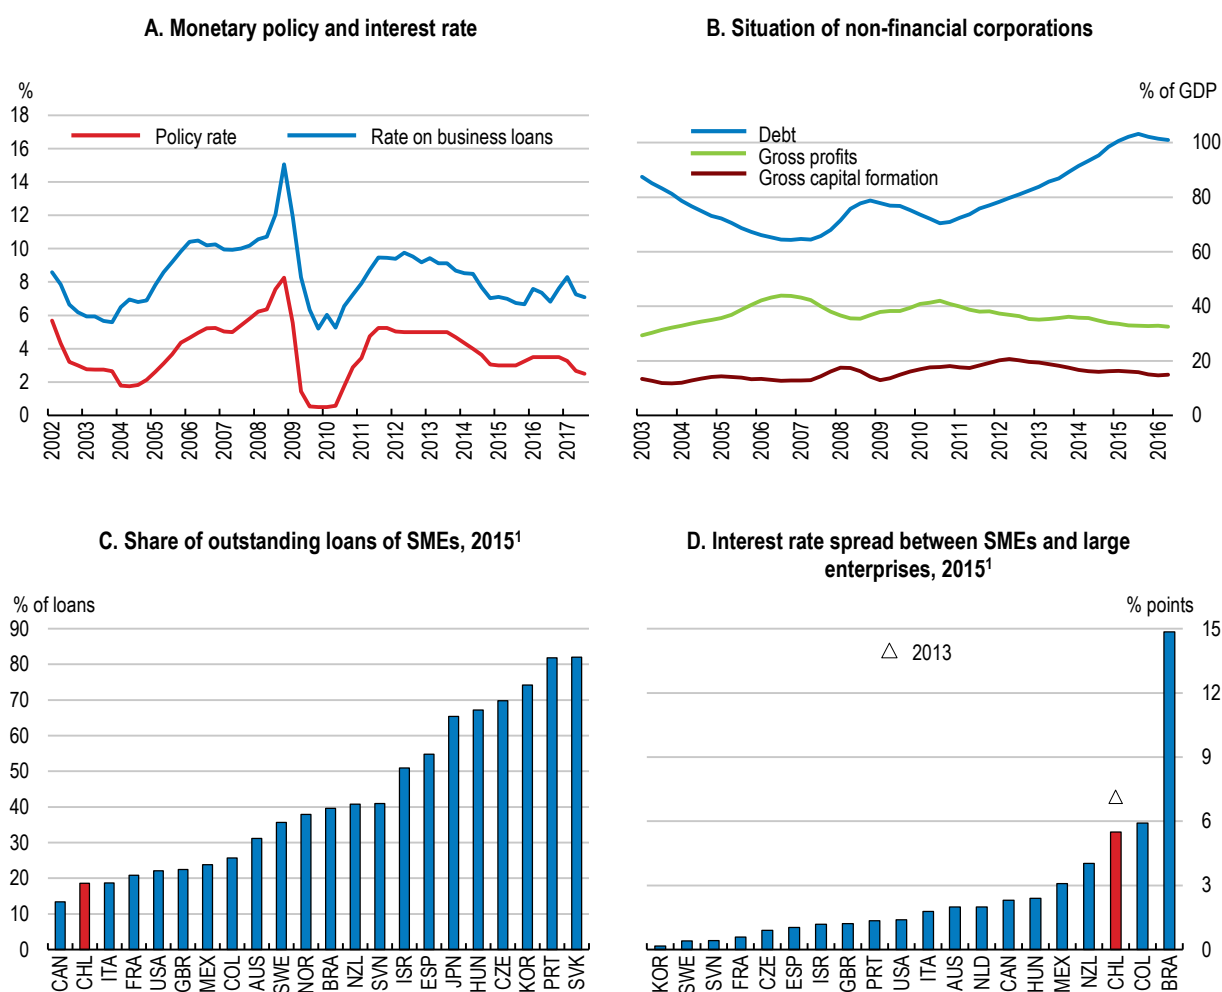 A. Monetary policy and interest rate
%
18
16
14
12
10
8
6
4
2
0
Policy rate
Rate on business loans
2002
2003
2004
2005
2006
2007
2008
2009
2010
2011
2012
2013
2014
2015
2016
2017
B. Situation of non-financial corporations
% of GDP
Debt
Gross profits
Gross capital formation
100
80
60
40
20
0
2003
2004
2005
2006
2007
2008
2009
2010
2011
2012
2013
2014
2015
2016
C. Share of outstanding loans of SMEs, 2015¹
% of loans
90
80
70
60
50
40
30
20
10
0
CAN
CHL
ITA
FRA
USA
GBR
MEX
COL
AUS
SWE
NOR
BRA
NZL
SVN
ISR
ESP
JPN
HUN
CZE
KOR
PRT
SVK
D. Interest rate spread between SMEs and large
enterprises, 2015¹
% points
△ 2013
15
12
9
6
3
0
KOR
SWE
SVN
FRA
CZE
ESP
ISR
GBR
PRT
USA
ITA
AUS
NLD
CAN
HUN
MEX
NZL
CHL
COL
BRA